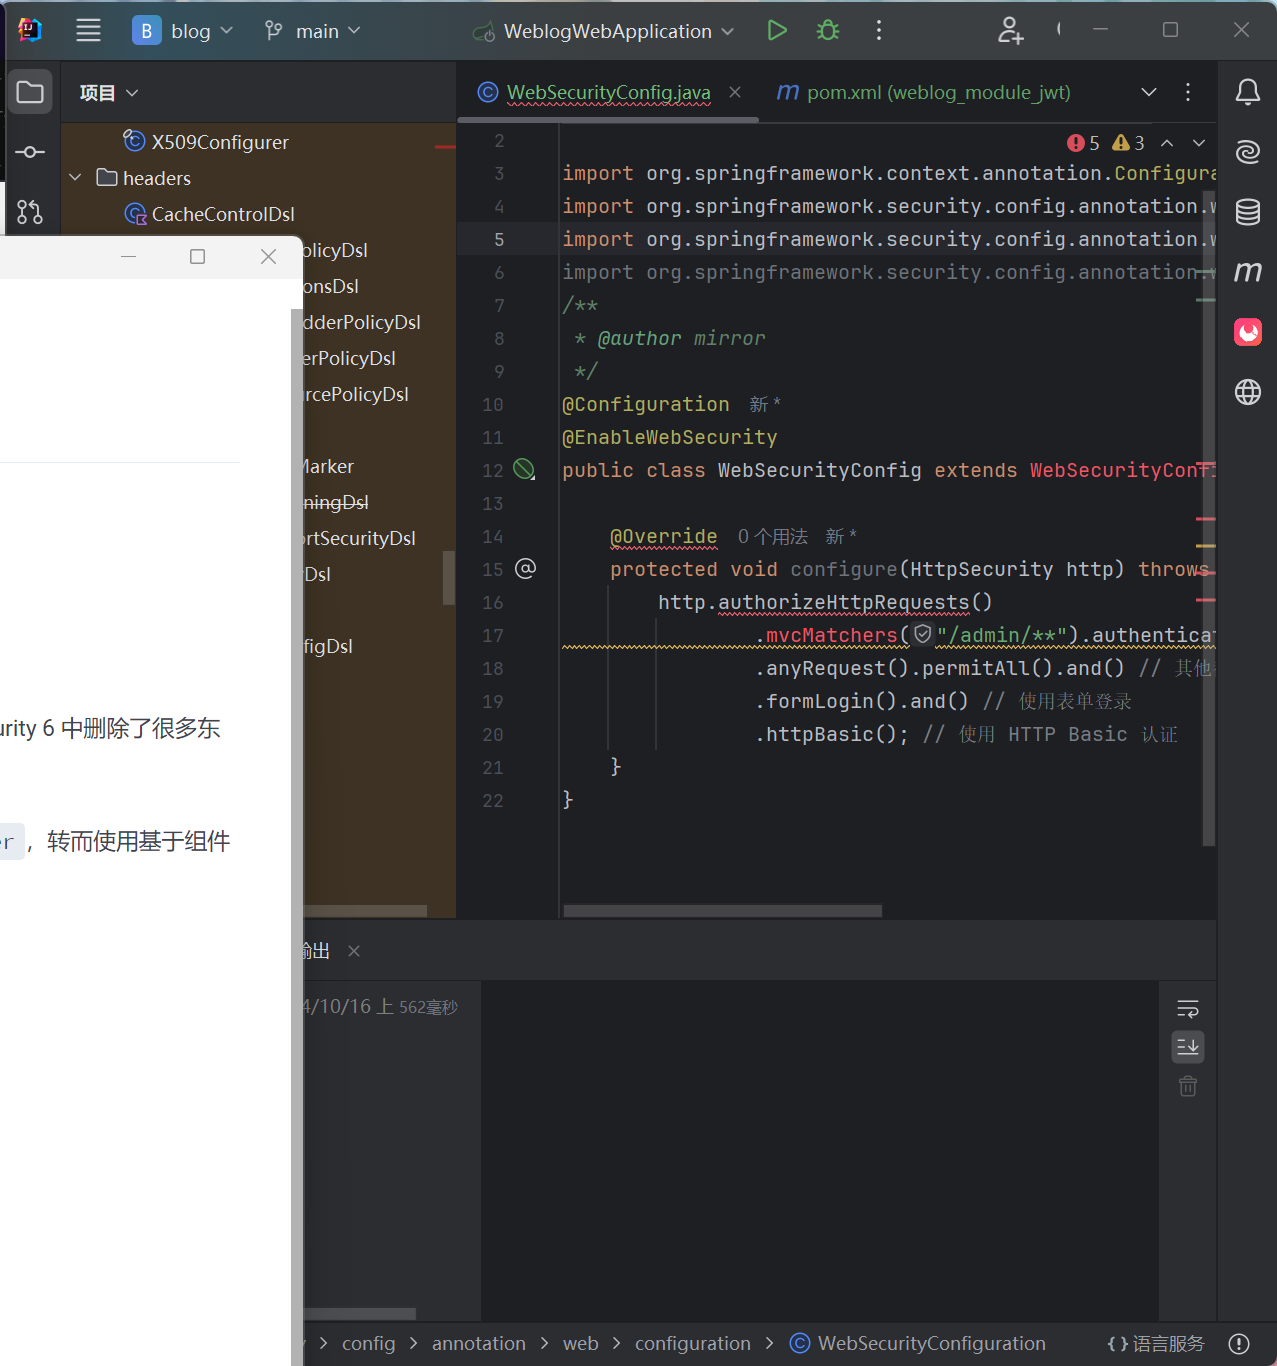 B blog main WeblogWebApplication
项目
WebSecurityConfig.java
pom.xml (weblog_module_jwt)
X509Configurer
headers
CacheControlDsl
olicyDsl
onsDsl
dderPolicyDsl
erPolicyDsl
rcePolicyDsl
Marker
ningDsl
ortSecurityDsl
Dsl
figDsl
urity 6 中删除了很多东
er，转而使用基于组件
5 3
2
3 import org.springframework.context.annotation.Configura
4 import org.springframework.security.config.annotation.w
5 import org.springframework.security.config.annotation.w
6 import org.springframework.security.config.annotation.w
7 /**
8 * @author mirror
9 */
10 @Configuration 新 *
11 @EnableWebSecurity
12 public class WebSecurityConfig extends WebSecurityConfi
13
14 @Override 0 个用法 新 *
15 protected void configure(HttpSecurity http) throws
16 http.authorizeHttpRequests()
17 .mvcMatchers("/admin/**").authenticat
18 .anyRequest().permitAll().and() // 其他
19 .formLogin().and() // 使用表单登录
20 .httpBasic(); // 使用 HTTP Basic 认证
21 }
22 }
输出
4/10/16 上 562毫秒
config annotation web configuration WebSecurityConfiguration
{} 语言服务